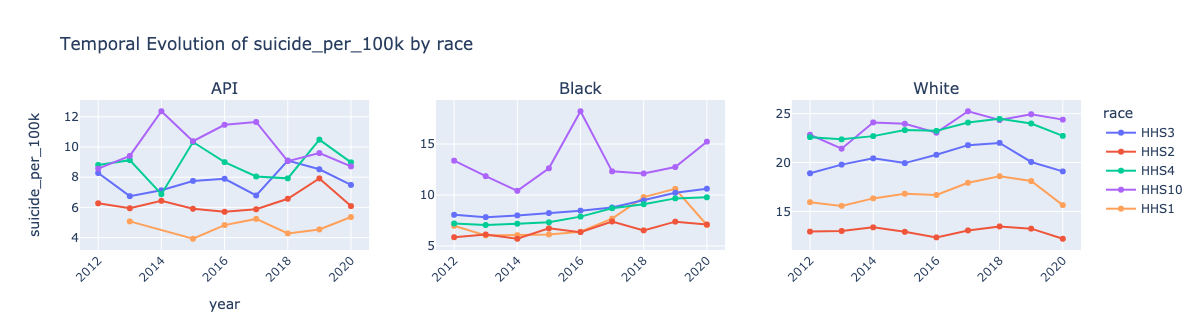 Temporal Evolution of suicide_per_100k by race
API
Black
White
suicide_per_100k
12
10
8
6
4
2012
2014
2016
2018
2020
year
15
10
5
2012
2014
2016
2018
2020
25
20
15
2012
2014
2016
2018
2020
race
HHS3
HHS2
HHS4
HHS10
HHS1